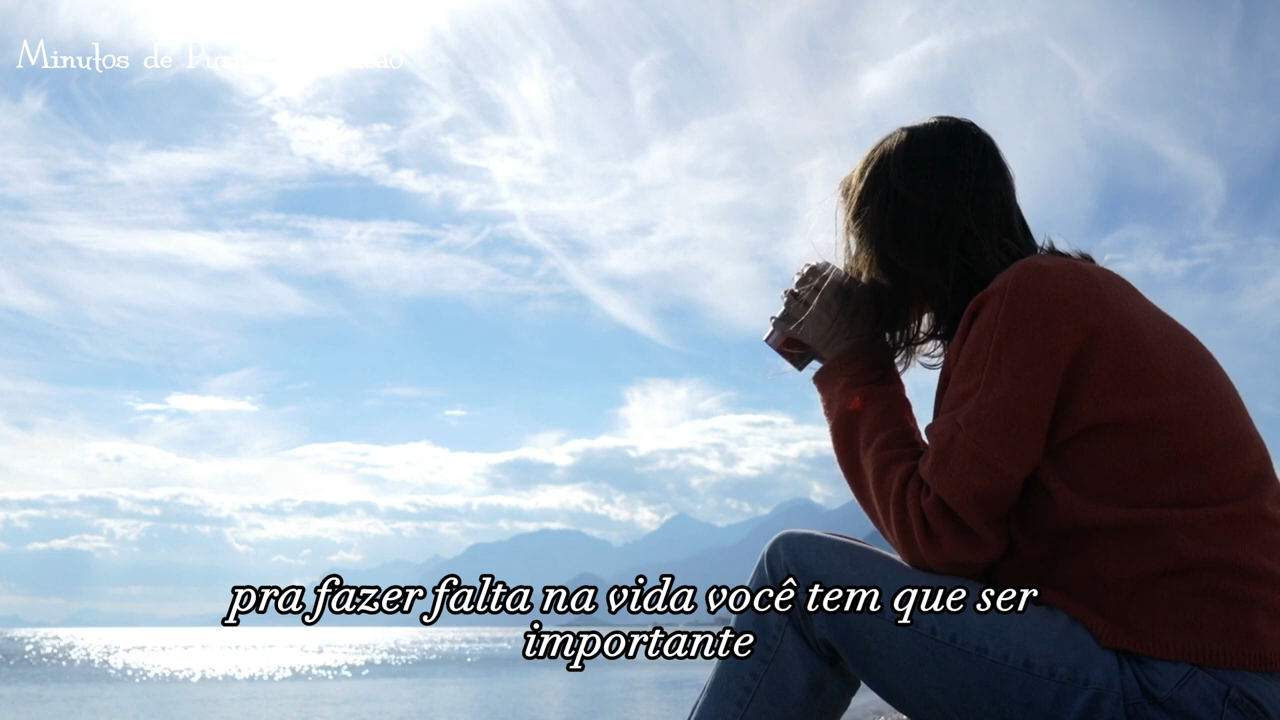 Minutos de
pra fazer falta na vida você tem que ser
importante